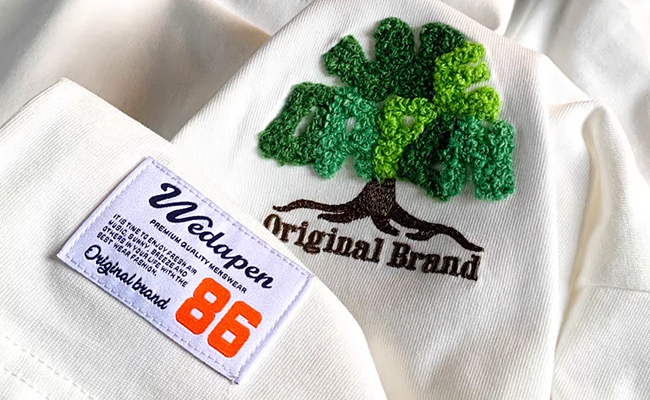 Wedapen
PREMIUM QUALITY MENSWEAR
IT IS TIME TO ENJOY FRESH AIR
MUSIC, SUNNY, BREEZE AND
OTHERS IN YOUR LIFE WITH THE
BEST WEAR FASHION.
Original brand
86
Original Brand